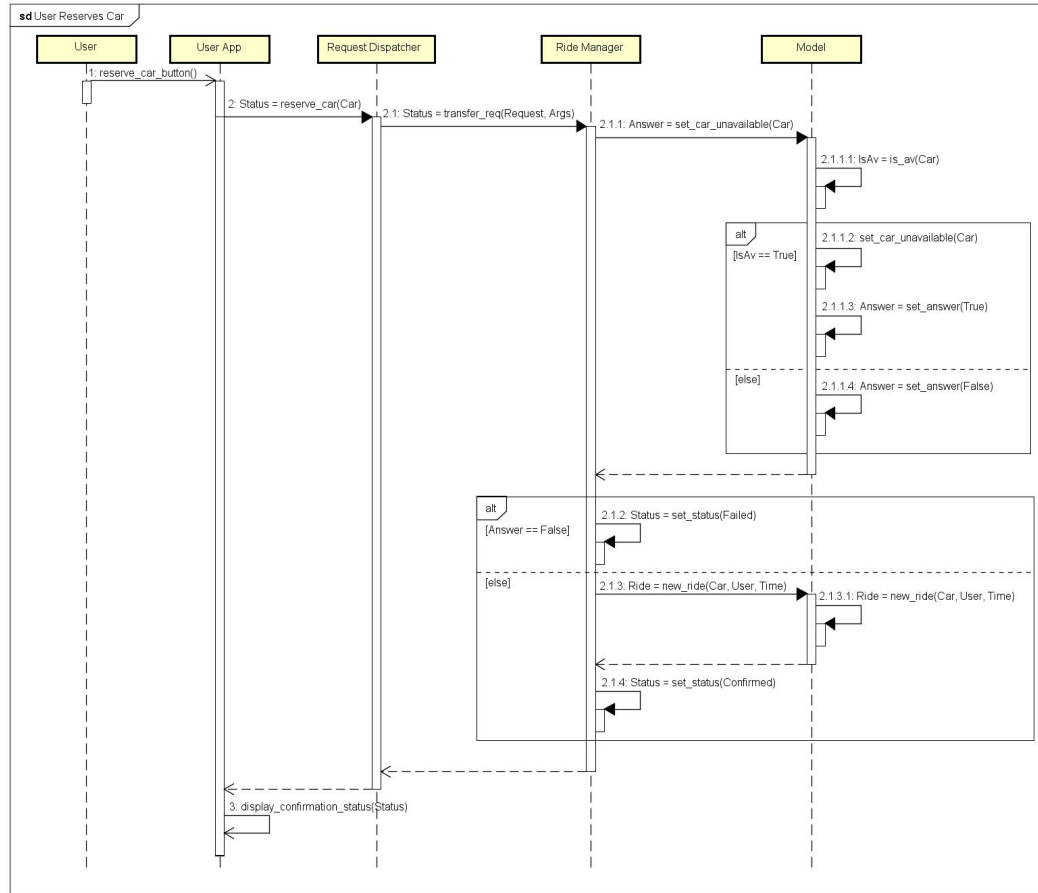 sd User Reserves Car
User
User App
Request Dispatcher
Ride Manager
Model
1: reserve_car_button()
2: Status = reserve_car(Car)
2.1: Status = transfer_req(Request, Args)
2.1.1: Answer = set_car_unavailable(Car)
2.1.1.1: IsAv = is_av(Car)
alt
2.1.1.2: set_car_unavailable(Car)
[IsAv == True]
2.1.1.3: Answer = set_answer(True)
[else]
2.1.1.4: Answer = set_answer(False)
alt
2.1.2: Status = set_status(Failed)
[Answer == False]
[else]
2.1.3: Ride = new_ride(Car, User, Time)
2.1.3.1: Ride = new_ride(Car, User, Time)
2.1.4: Status = set_status(Confirmed)
3: display_confirmation_status(Status)